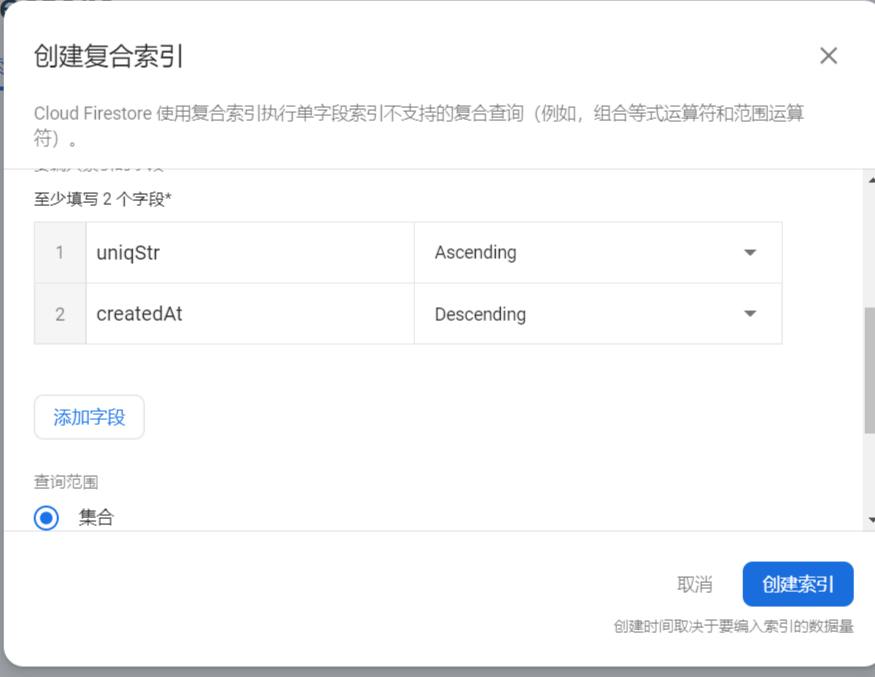 创建复合索引
Cloud Firestore 使用复合索引执行单字段索引不支持的复合查询（例如，组合等式运算符和范围运算
符）。
至少填写 2 个字段*
1 uniqStr Ascending
2 createdAt Descending
添加字段
查询范围
集合
取消 创建索引
创建时间取决于要编入索引的数据量